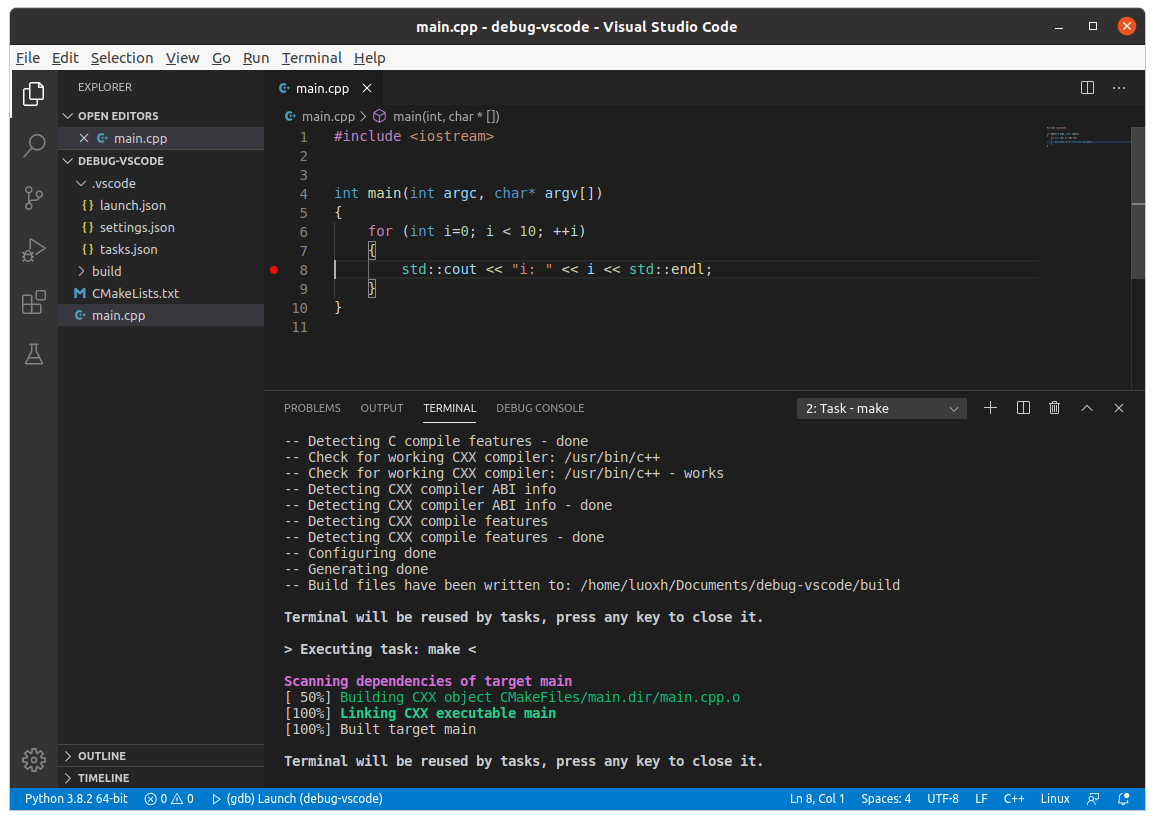 main.cpp - debug-vscode - Visual Studio Code
File Edit Selection View Go Run Terminal Help
EXPLORER
OPEN EDITORS
main.cpp
DEBUG-VSCODE
.vscode
{} launch.json
{} settings.json
{} tasks.json
build
M CMakeLists.txt
main.cpp
OUTLINE
TIMELINE
main.cpp
main.cpp > main(int, char * [])
1 #include <iostream>
2
3
4 int main(int argc, char* argv[])
5 {
6 for (int i=0; i < 10; ++i)
7 {
8 std::cout << "i: " << i << std::endl;
9 }
10 }
11
PROBLEMS OUTPUT TERMINAL DEBUG CONSOLE 2: Task - make
-- Detecting C compile features - done
-- Check for working CXX compiler: /usr/bin/c++
-- Check for working CXX compiler: /usr/bin/c++ - works
-- Detecting CXX compiler ABI info
-- Detecting CXX compiler ABI info - done
-- Detecting CXX compile features
-- Detecting CXX compile features - done
-- Configuring done
-- Generating done
-- Build files have been written to: /home/luoxh/Documents/debug-vscode/build
Terminal will be reused by tasks, press any key to close it.
> Executing task: make <
Scanning dependencies of target main
[ 50%] Building CXX object CMakeFiles/main.dir/main.cpp.o
[100%] Linking CXX executable main
[100%] Built target main
Terminal will be reused by tasks, press any key to close it.
Python 3.8.2 64-bit 0 0 (gdb) Launch (debug-vscode) Ln 8, Col 1 Spaces: 4 UTF-8 LF C++ Linux